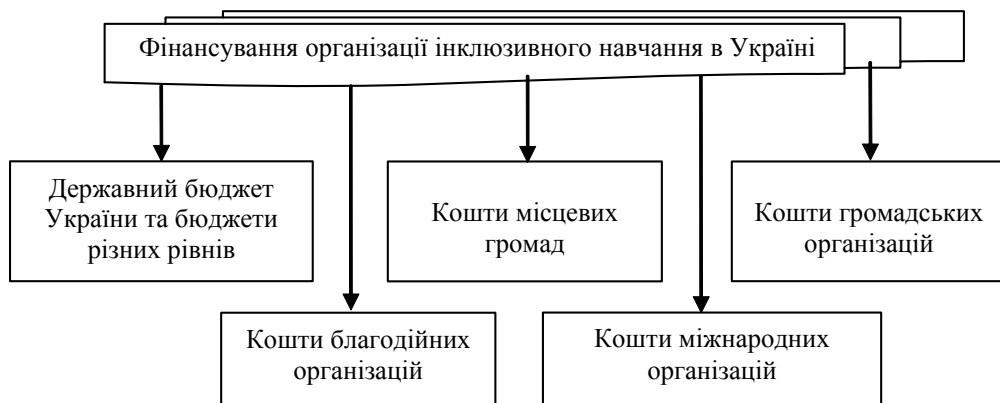 Фінансування організації інклюзивного навчання в Україні
Державний бюджет
України та бюджети
різних рівнів
Кошти місцевих
громад
Кошти громадських
організацій
Кошти благодійних
організацій
Кошти міжнародних
організацій